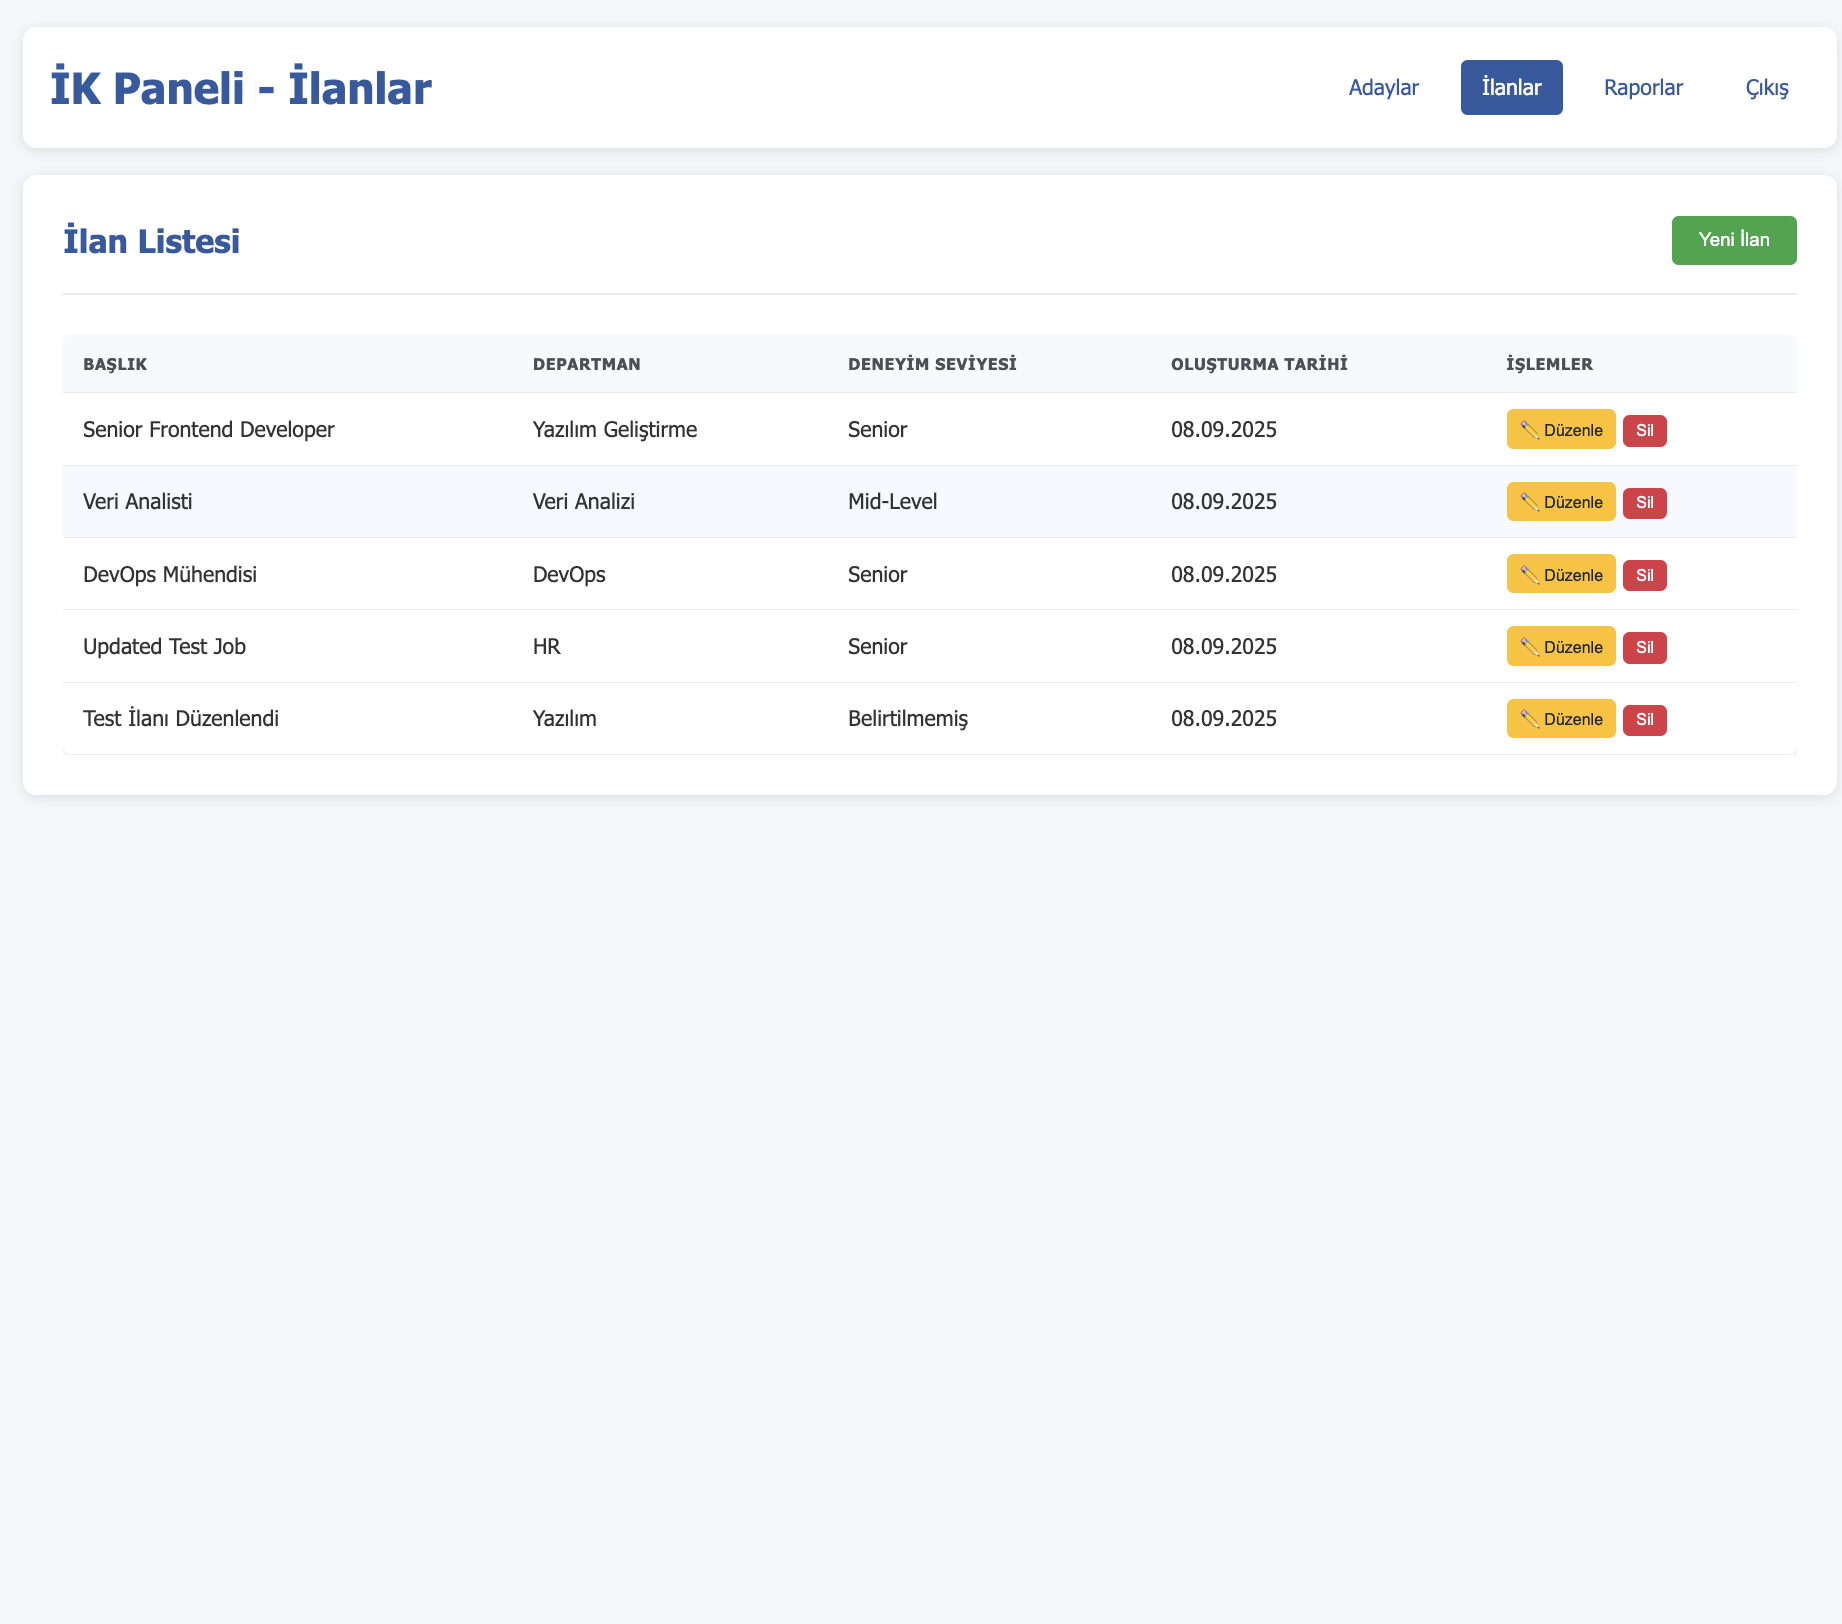 İK Paneli - İlanlar
Adaylar İlanlar Raporlar Çıkış
İlan Listesi
Yeni İlan
BAŞLIK DEPARTMAN DENEYİM SEVİYESİ OLUŞTURMA TARİHİ İŞLEMLER
Senior Frontend Developer Yazılım Geliştirme Senior 08.09.2025 Düzenle Sil
Veri Analisti Veri Analizi Mid-Level 08.09.2025 Düzenle Sil
DevOps Mühendisi DevOps Senior 08.09.2025 Düzenle Sil
Updated Test Job HR Senior 08.09.2025 Düzenle Sil
Test İlanı Düzenlendi Yazılım Belirtilmemiş 08.09.2025 Düzenle Sil